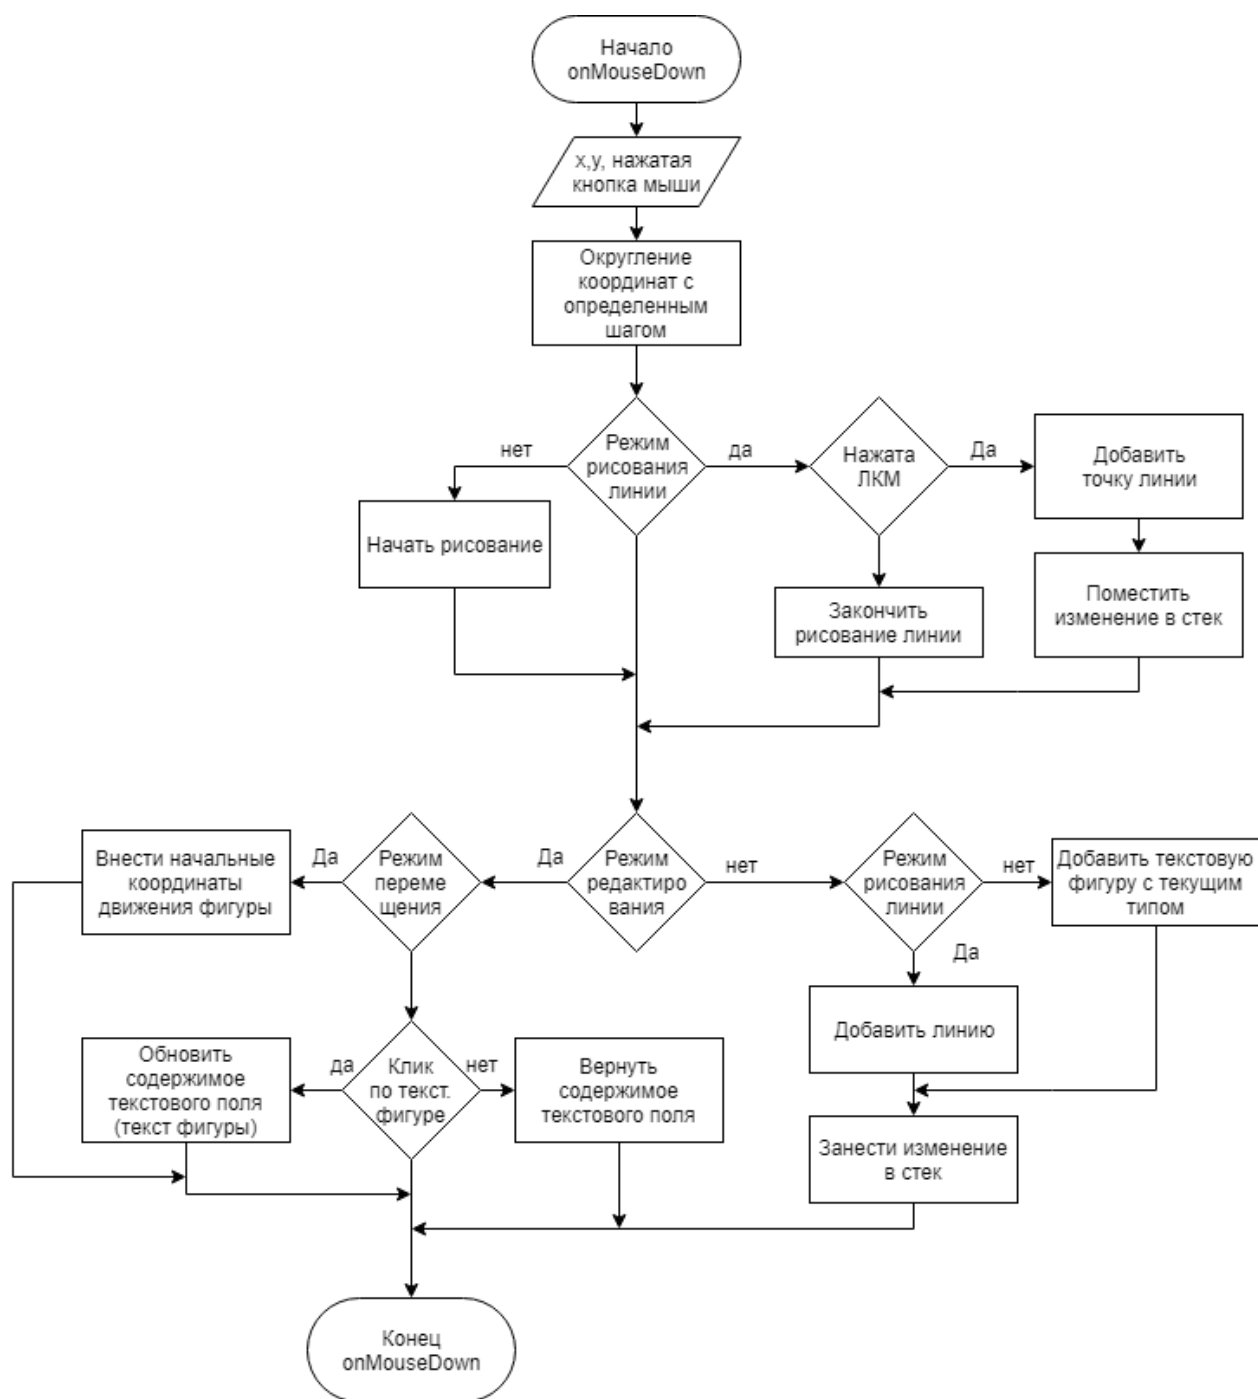 Начало
onMouseDown
x,y, нажатая
кнопка мыши
Округление
координат с
определенным
шагом
нет
Режим
рисования
линии
да
Нажата
ЛКМ
Да
Добавить
точку линии
Начать рисование
Закончить
рисование линии
Поместить
изменение в стек
Внести начальные
координаты
движения фигуры
Да
Режим
переме
щения
Да
Режим
редактиро
вания
нет
Режим
рисования
линии
нет
Добавить текстовую
фигуру с текущим
типом
Да
Добавить линию
Обновить
содержимое
текстового поля
(текст фигуры)
да
Клик
по текст.
фигуре
нет
Вернуть
содержимое
текстового поля
Занести изменение
в стек
Конец
onMouseDown